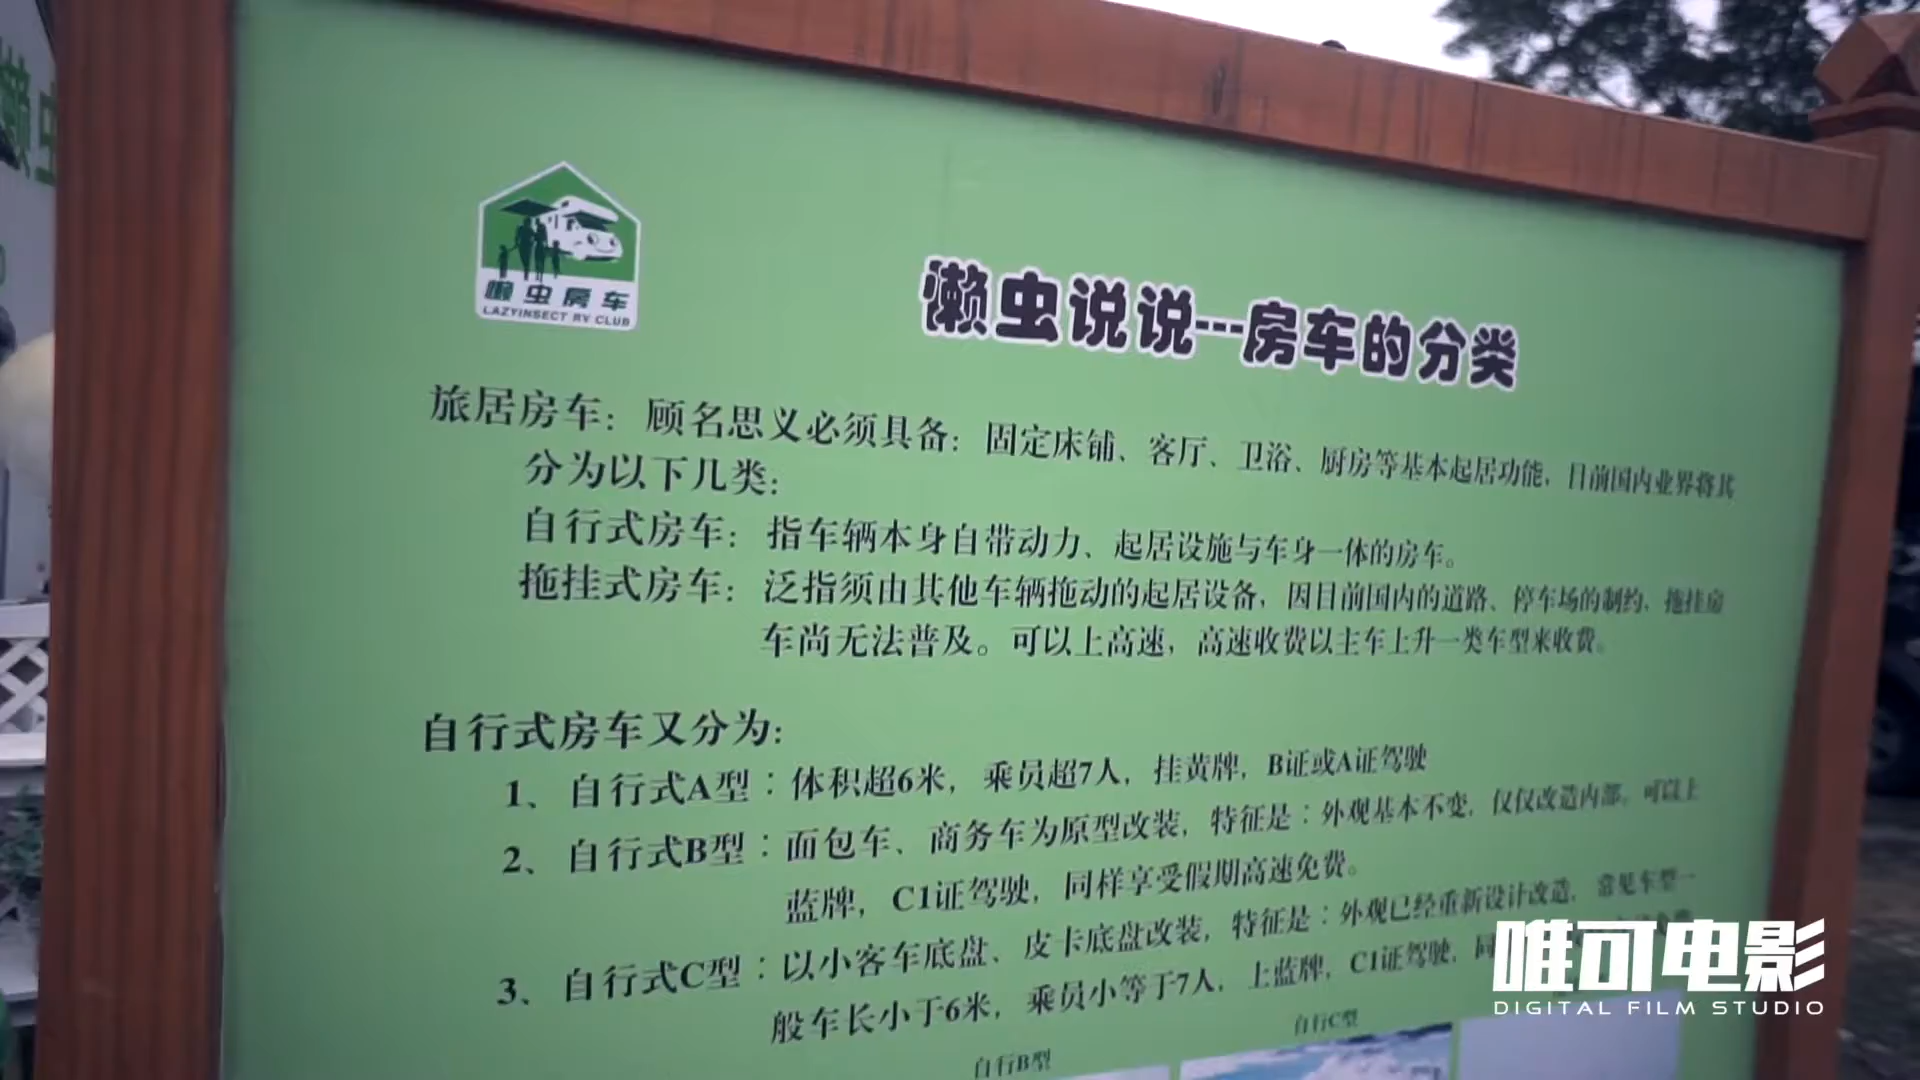 懒虫
懒虫房车
LAZYINSECT RV CLUB
懒虫说说---房车的分类
旅居房车：顾名思义必须具备：固定床铺、客厅、卫浴、厨房等基本起居功能，目前国内业界将其
分为以下几类：
自行式房车：指车辆本身自带动力、起居设施与车身一体的房车。
拖挂式房车：泛指须由其他车辆拖动的起居设备，因目前国内的道路、停车场的制约，拖挂房
车尚无法普及。可以上高速，高速收费以主车上升一类车型来收费。
自行式房车又分为：
1、自行式A型：体积超6米，乘员超7人，挂黄牌，B证或A证驾驶
2、自行式B型：面包车、商务车为原型改装，特征是：外观基本不变，仅仅改造内部。可以上
蓝牌，C1证驾驶，同样享受假期高速免费。
3、自行式C型：以小客车底盘、皮卡底盘改装，特征是：外观已经重新设计改造，常见车型一
般车长小于6米，乘员小等于7人，上蓝牌，C1证驾驶，同
自行B型
自行C型
唯可电影
DIGITAL FILM STUDIO